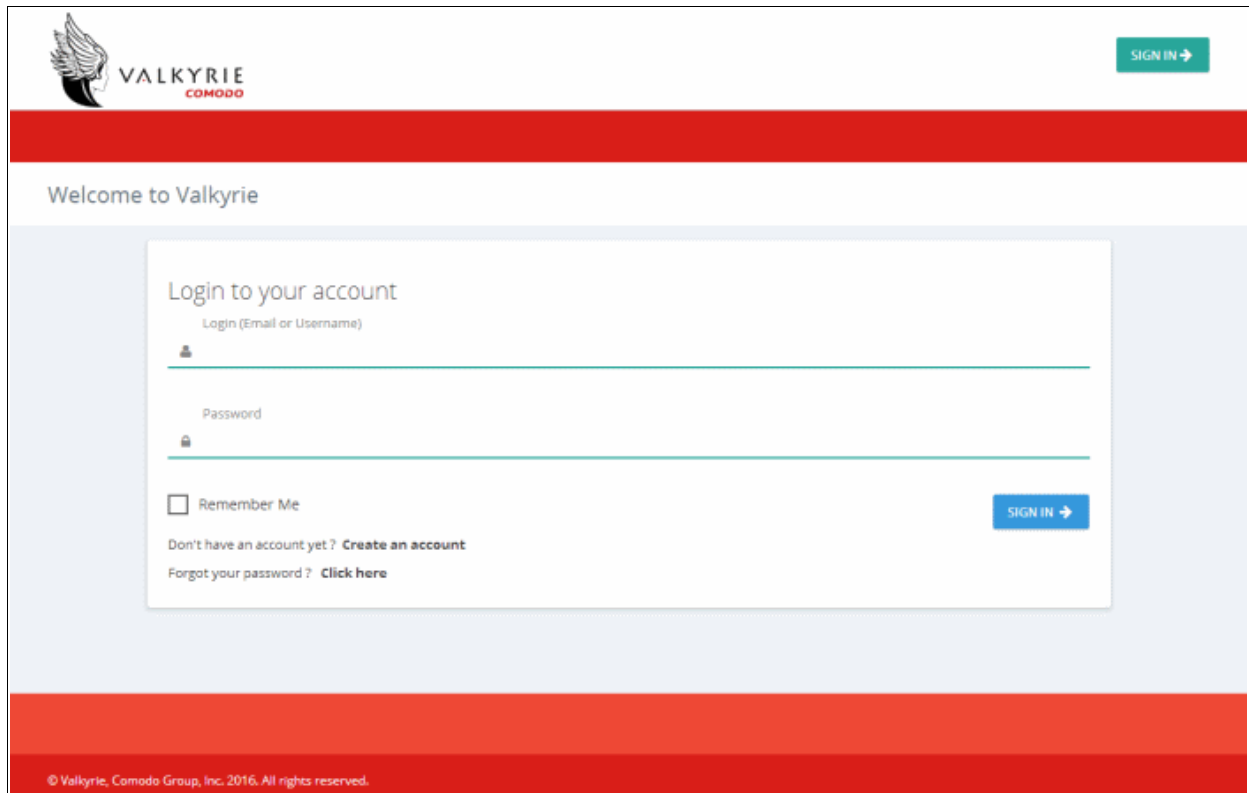 VALKYRIE
COMODO
SIGN IN
Welcome to Valkyrie
Login to your account
Login (Email or Username)
Password
Remember Me
SIGN IN
Don't have an account yet ? Create an account
Forgot your password ? Click here
© Valkyrie, Comodo Group, Inc. 2016. All rights reserved.